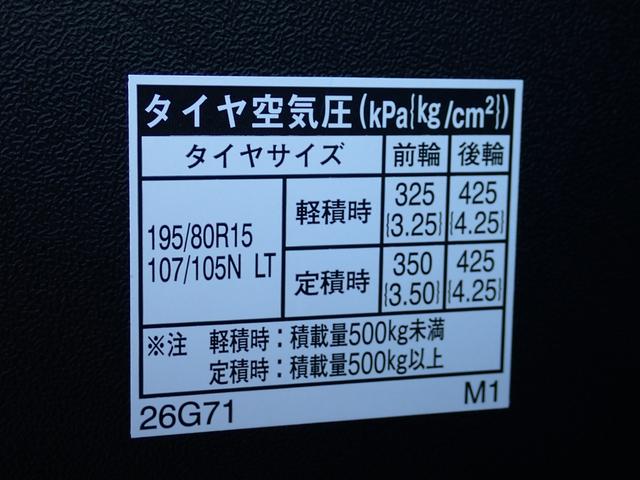 タイヤ空気圧(kPa{kg/cm²})
タイヤサイズ 前輪 後輪
195/80R15
107/105N LT
軽積時 325 {3.25} 425 {4.25}
定積時 350 {3.50} 425 {4.25}
※注 軽積時：積載量500kg未満
定積時：積載量500kg以上
26G71 M1